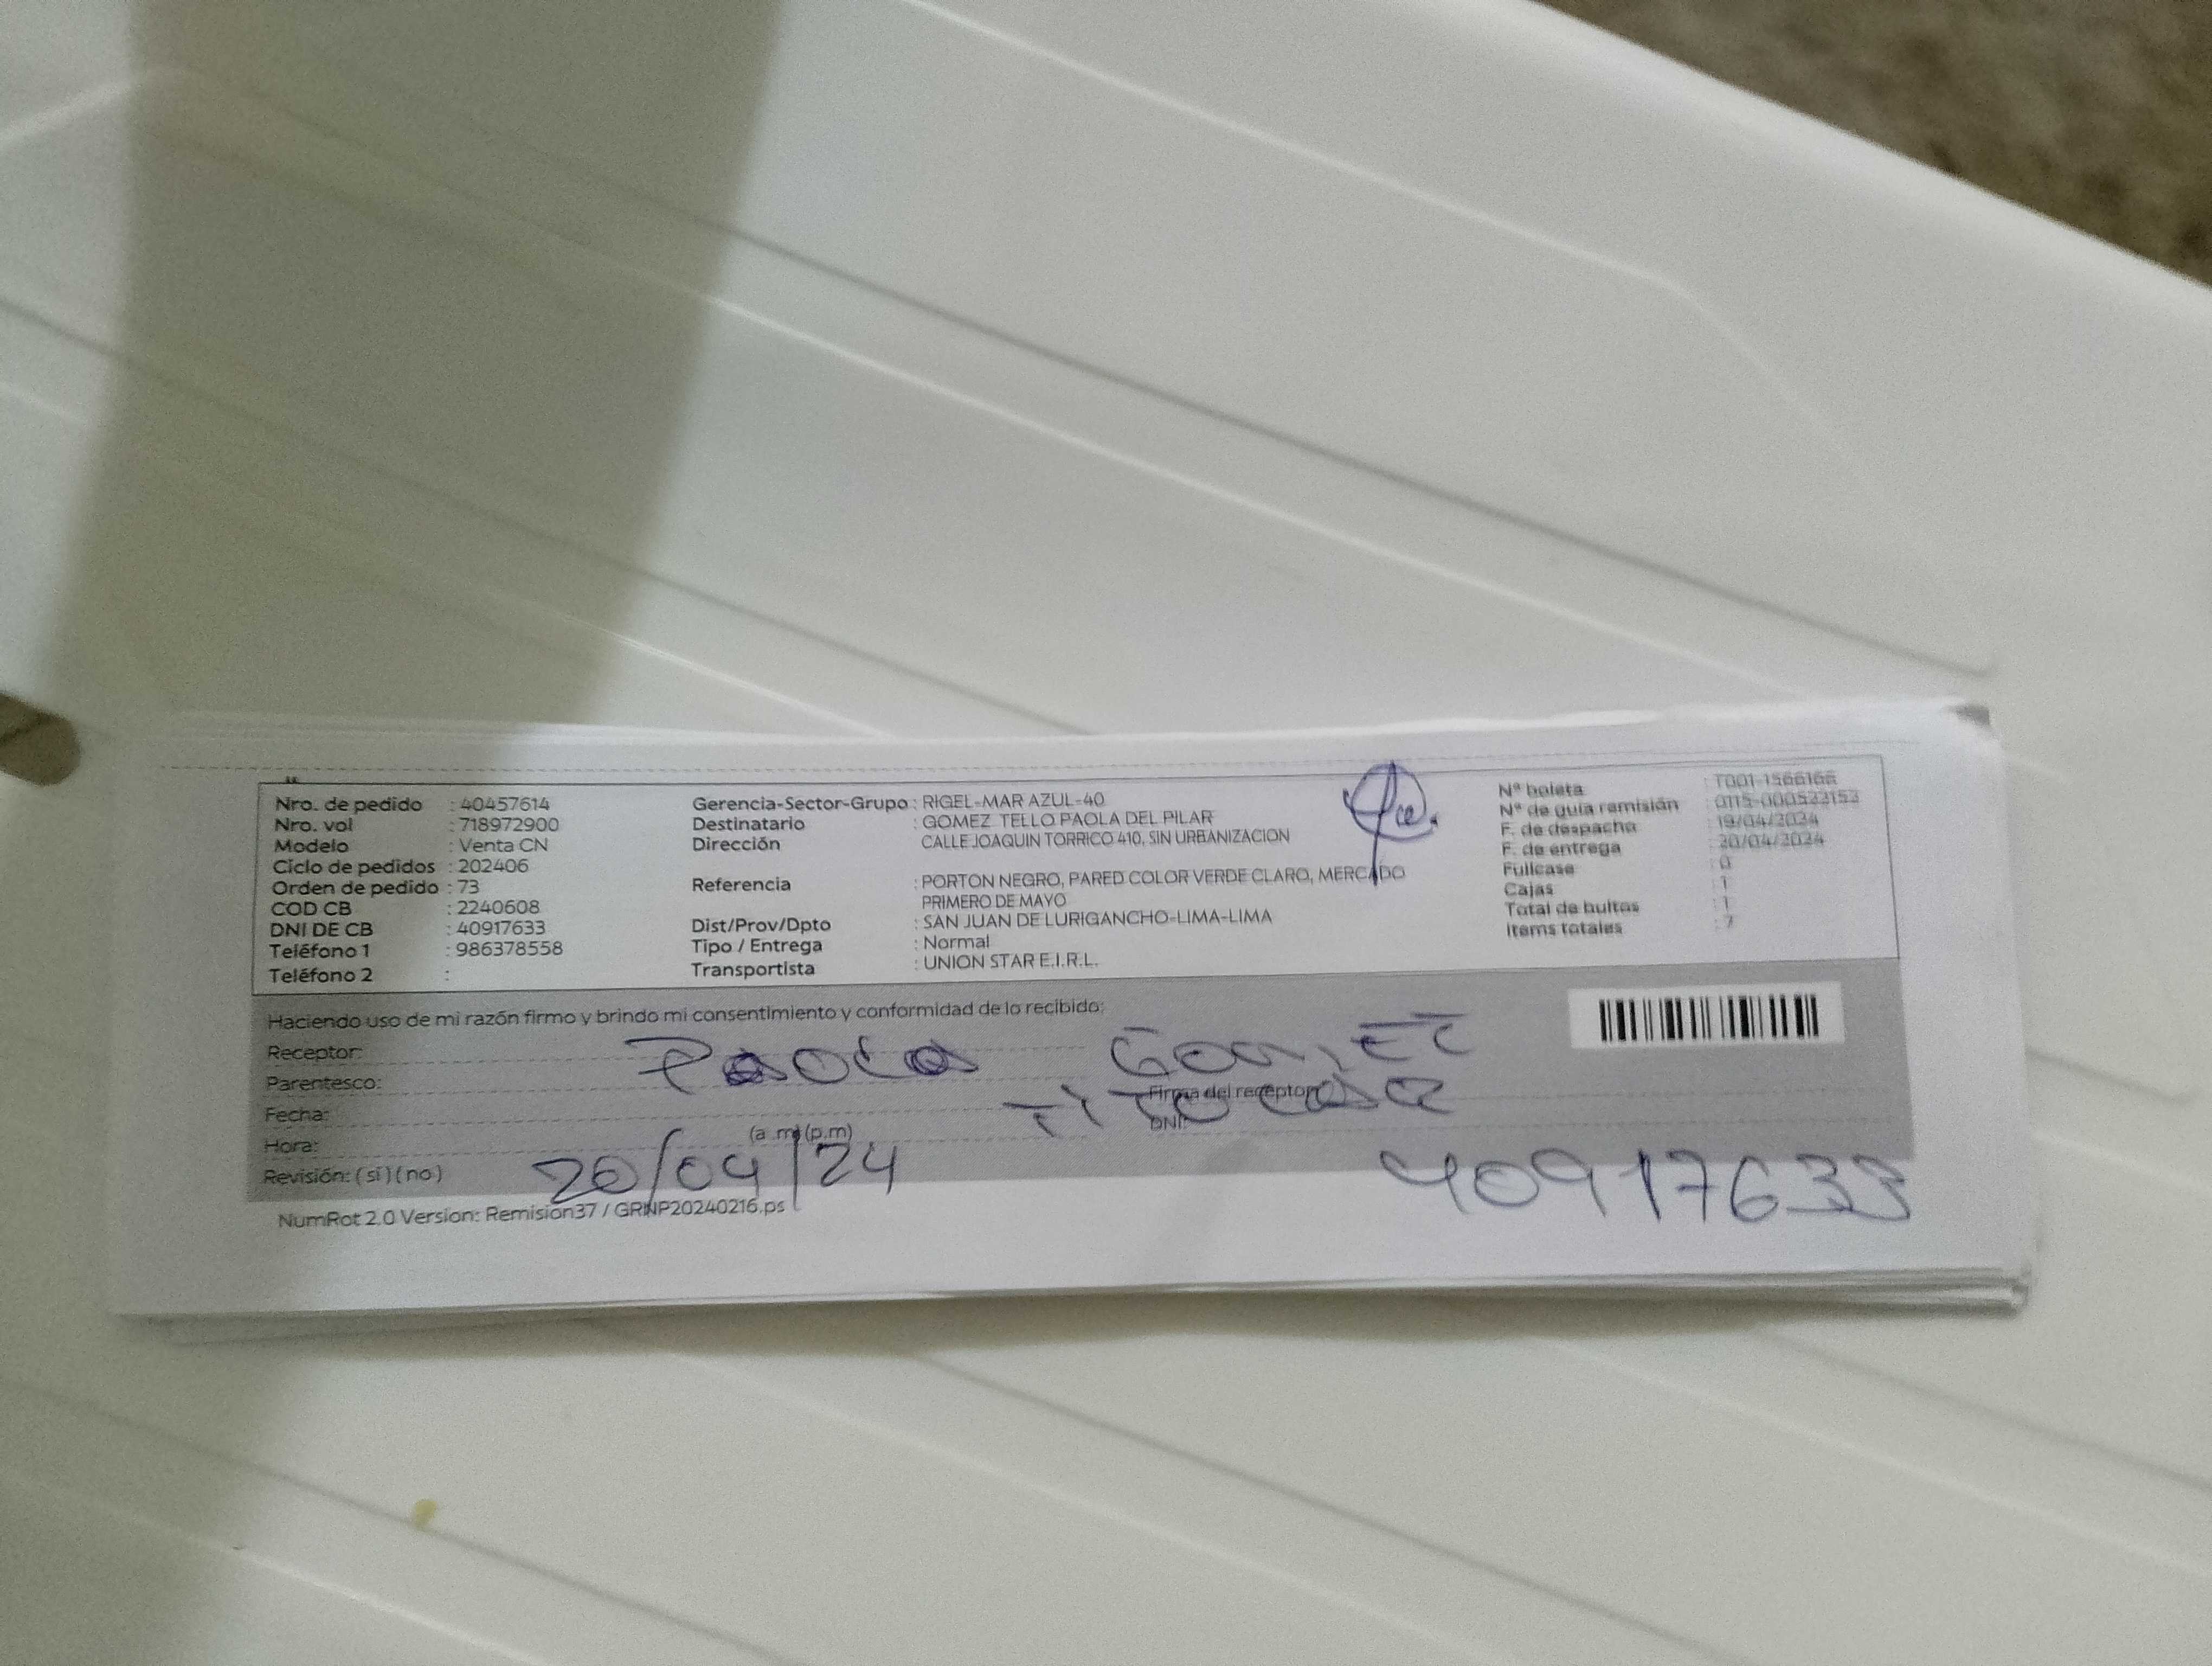 Nro. de pedido : 40457614
Nro. vol : 718972900
Modelo : Venta CN
Ciclo de pedidos : 202406
Orden de pedido : 73
COD CB : 2240608
DNI DE CB : 40917633
Teléfono 1 : 986378558
Teléfono 2 :
Gerencia-Sector-Grupo : RIGEL-MAR AZUL-40
Destinatario : GOMEZ TELLO PAOLA DEL PILAR
Dirección CALLE JOAQUIN TORRICO 410, SIN URBANIZACION
Referencia : PORTON NEGRO, PARED COLOR VERDE CLARO, MERCADO
PRIMERO DE MAYO
Dist/Prov/Dpto : SAN JUAN DE LURIGANCHO-LIMA-LIMA
Tipo / Entrega : Normal
Transportista : UNION STAR E.I.R.L.
N° boleta :
N° de guía remisión :
F. de despacho : 19/04/2024
F. de entrega : 20/04/2024
Fullcase : 0
Cajas : 1
Total de bultos : 1
Items totales : 7
Haciendo uso de mi razón firmo y brindo mi consentimiento y conformidad de lo recibido:
Receptor: Paola Gomez
Parentesco: Titular
Firma del receptor
Fecha:
DNI:
Hora: (a .m) (p.m)
Revisión: ( sí ) ( no ) 20/04/24 40917633
NumRot 2.0 Version: Remision37 / GRNP20240216.ps